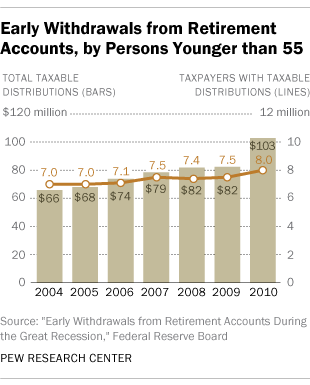 Early Withdrawals from Retirement
Accounts, by Persons Younger than 55
TOTAL TAXABLE
DISTRIBUTIONS (BARS)
TAXPAYERS WITH TAXABLE
DISTRIBUTIONS (LINES)
$120 million 12 million
100 $103 10
80 7.0 7.0 7.1 7.5 7.4 7.5 8.0 8
60 $66 $68 $74 $79 $82 $82 6
40 4
20 2
0 0
2004 2005 2006 2007 2008 2009 2010
Source: "Early Withdrawals from Retirement Accounts During
the Great Recession," Federal Reserve Board
PEW RESEARCH CENTER